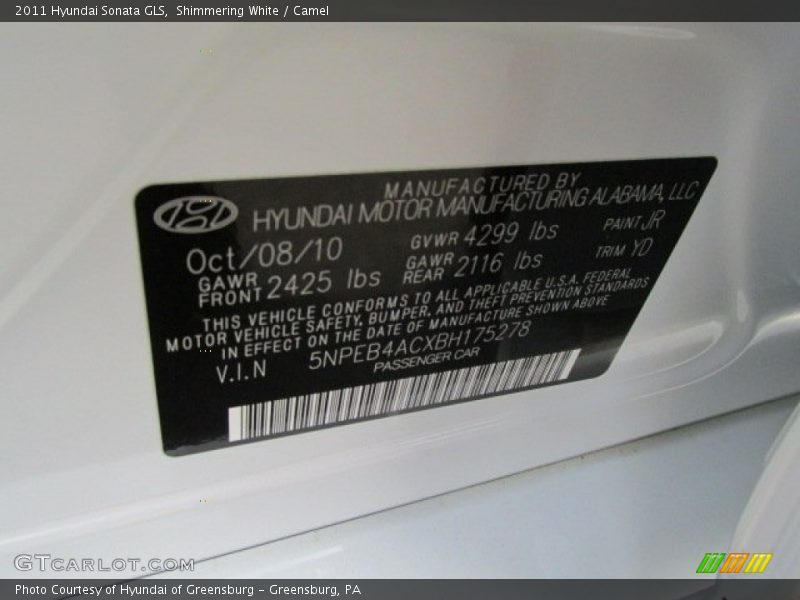 2011 Hyundai Sonata GLS, Shimmering White / Camel
MANUFACTURED BY
HYUNDAI MOTOR MANUFACTURING ALABAMA, LLC
Oct/08/10 GVWR 4299 lbs PAINT JR
GAWR FRONT 2425 lbs GAWR REAR 2116 lbs TRIM YD
THIS VEHICLE CONFORMS TO ALL APPLICABLE U.S.A. FEDERAL
MOTOR VEHICLE SAFETY, BUMPER, AND THEFT PREVENTION STANDARDS
IN EFFECT ON THE DATE OF MANUFACTURE SHOWN ABOVE
V.I.N 5NPEB4ACXBH175278
PASSENGER CAR
GTCARLOT.COM
Photo Courtesy of Hyundai of Greensburg - Greensburg, PA